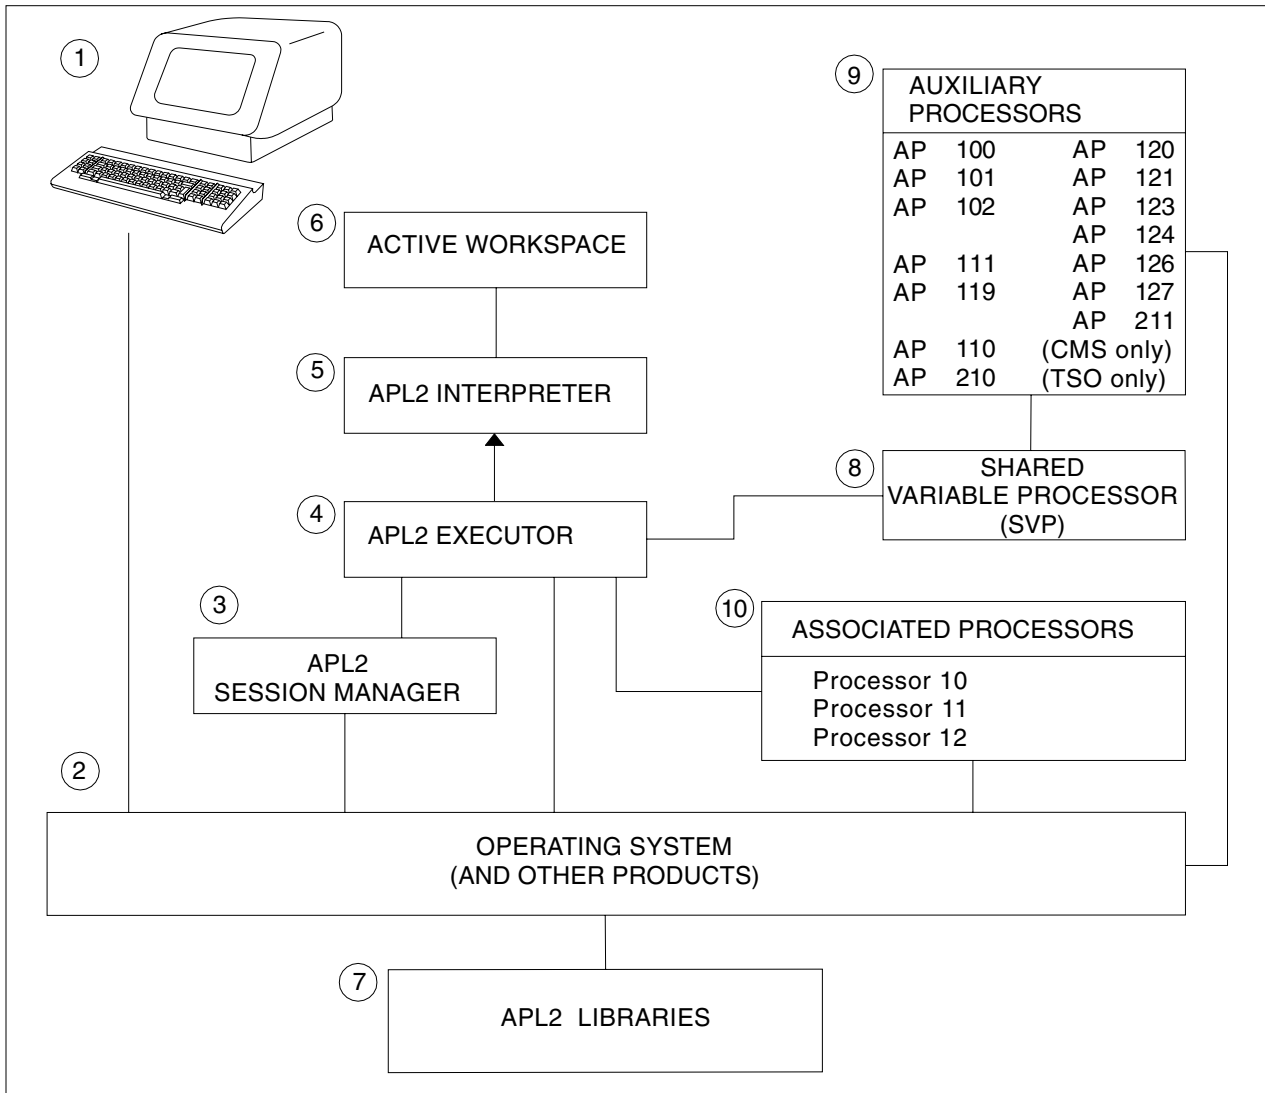 1
9
AUXILIARY
PROCESSORS
AP 100 AP 120
AP 101 AP 121
AP 102 AP 123
AP 124
AP 111 AP 126
AP 119 AP 127
AP 211
AP 110 (CMS only)
AP 210 (TSO only)
6
ACTIVE WORKSPACE
5
APL2 INTERPRETER
8
SHARED
VARIABLE PROCESSOR
(SVP)
4
APL2 EXECUTOR
3
APL2
SESSION MANAGER
10
ASSOCIATED PROCESSORS
Processor 10
Processor 11
Processor 12
2
OPERATING SYSTEM
(AND OTHER PRODUCTS)
7
APL2 LIBRARIES